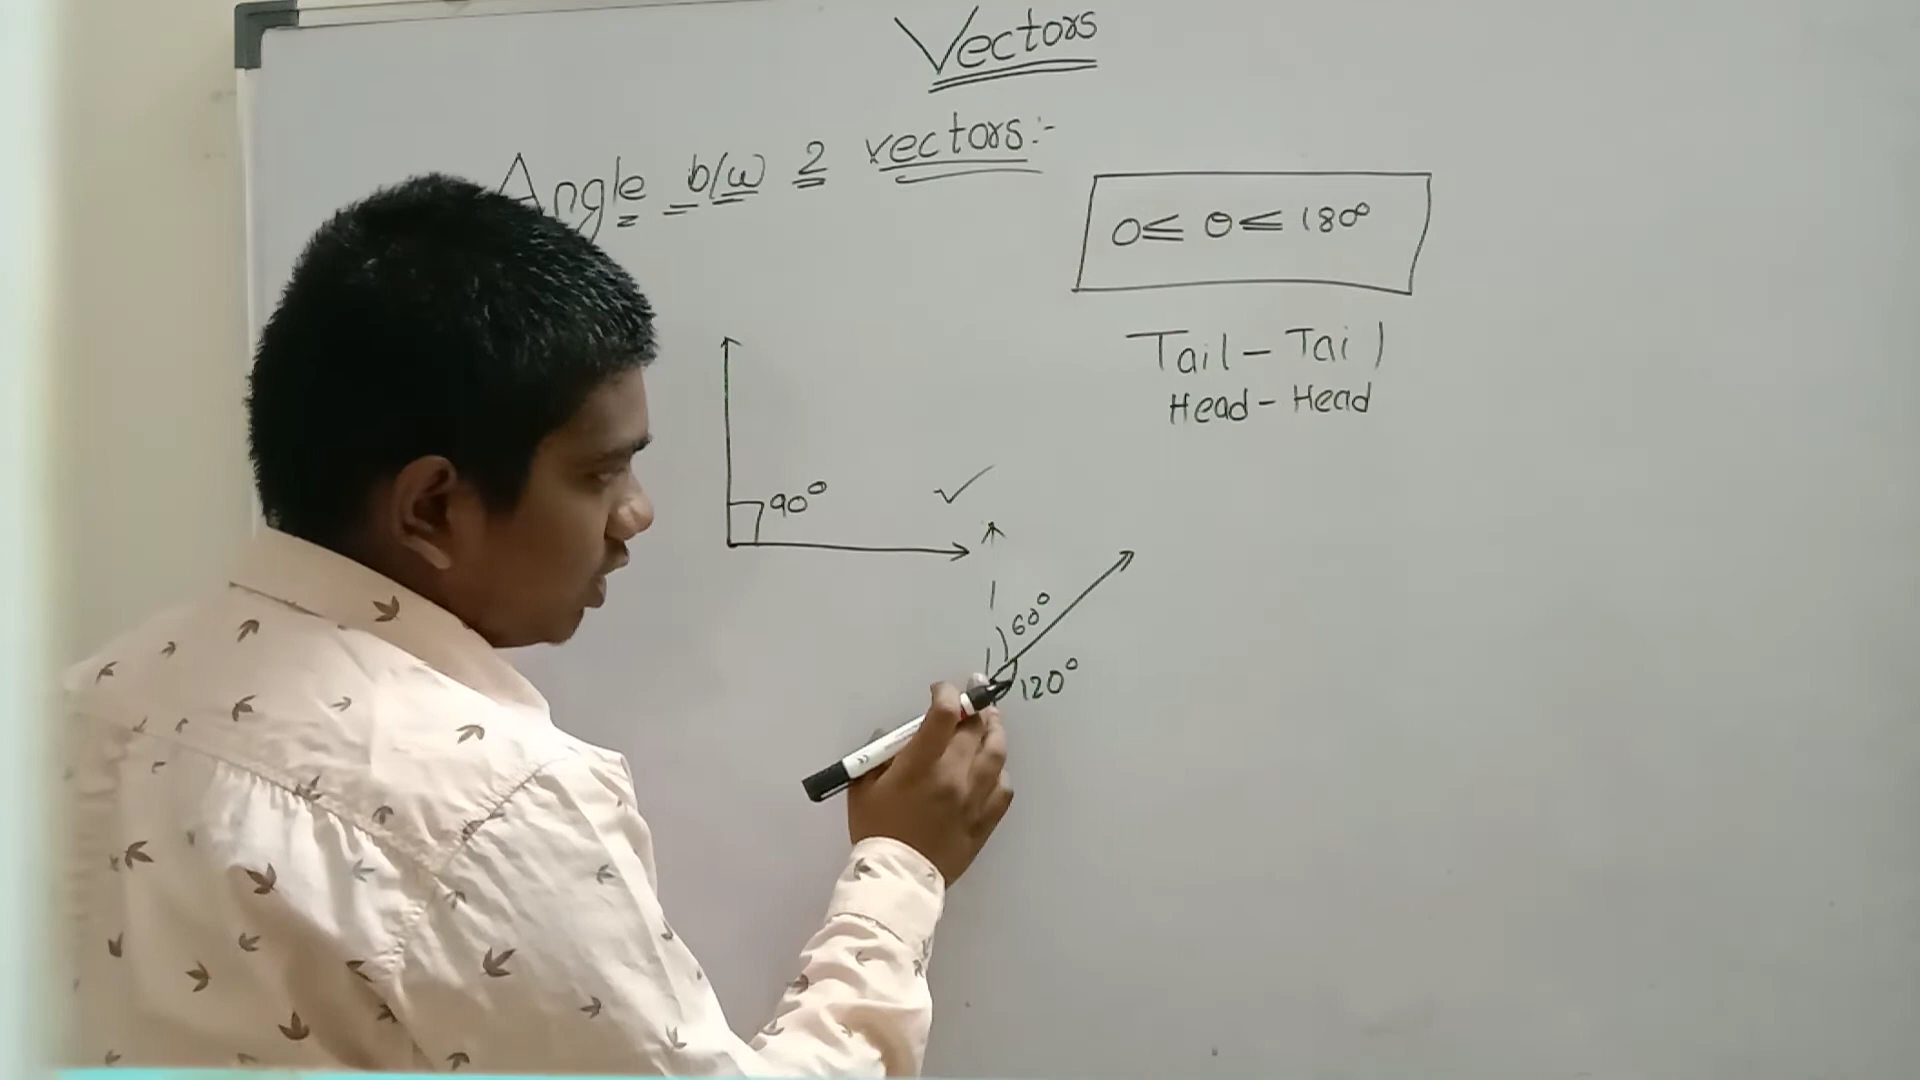 Vectors
Angle b/w 2 vectors:-
0≤ θ≤ 180°
Tail - Tail
Head - Head
90°
60°
120°